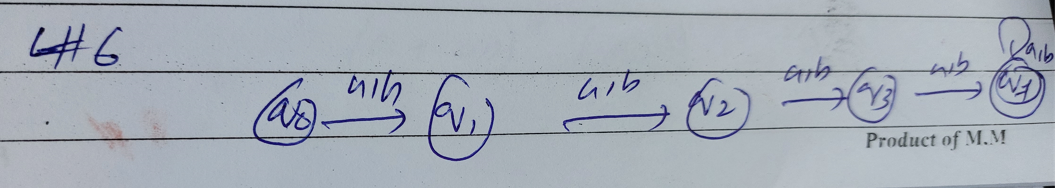 L#6
a,b a,b a,b a,b a,b
q0 q1 q2 q3 q4
Product of M.M